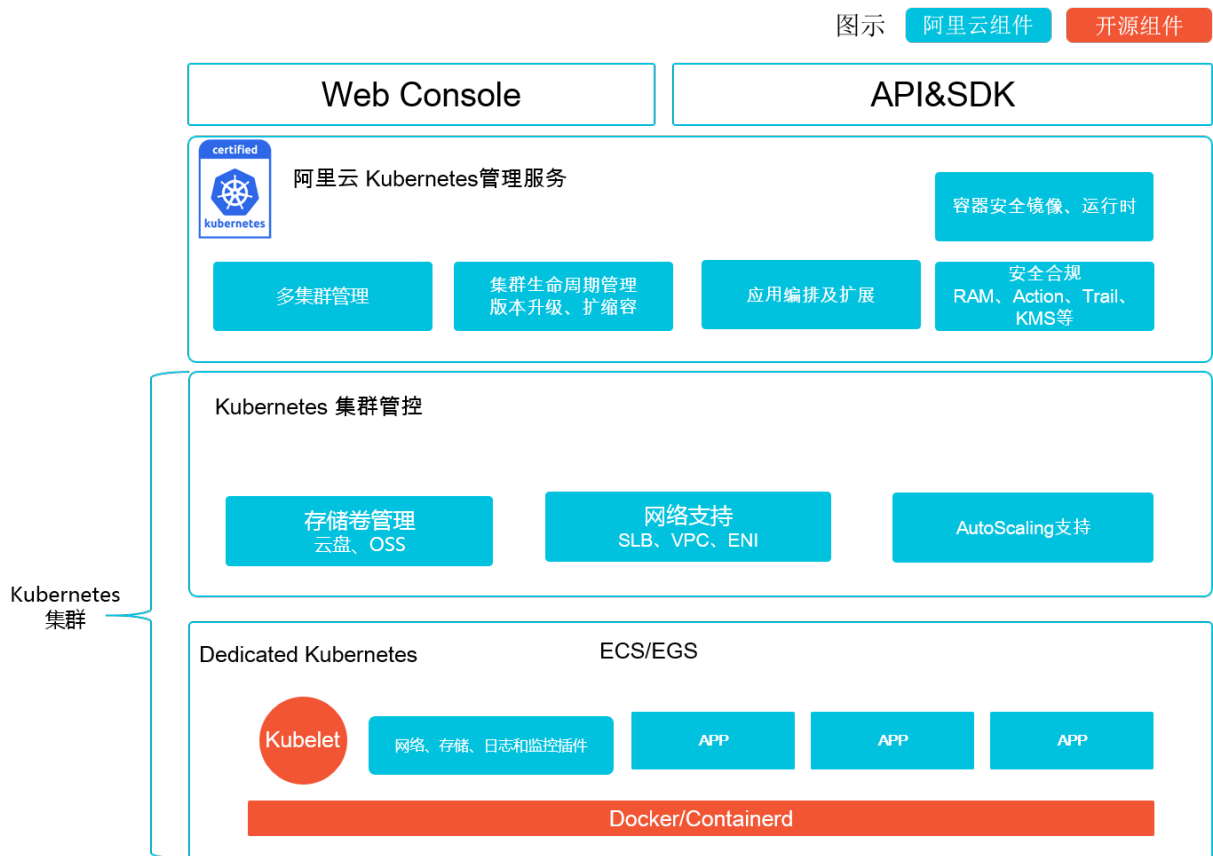 图示
阿里云组件
开源组件
Web Console
API&SDK
certified
kubernetes
阿里云 Kubernetes管理服务
容器安全镜像、运行时
多集群管理
集群生命周期管理
版本升级、扩缩容
应用编排及扩展
安全合规
RAM、Action、Trail、
KMS等
Kubernetes 集群管控
存储卷管理
云盘、OSS
网络支持
SLB、VPC、ENI
AutoScaling支持
Kubernetes
集群
Dedicated Kubernetes
ECS/EGS
Kubelet
网络、存储、日志和监控插件
APP
APP
APP
Docker/Containerd